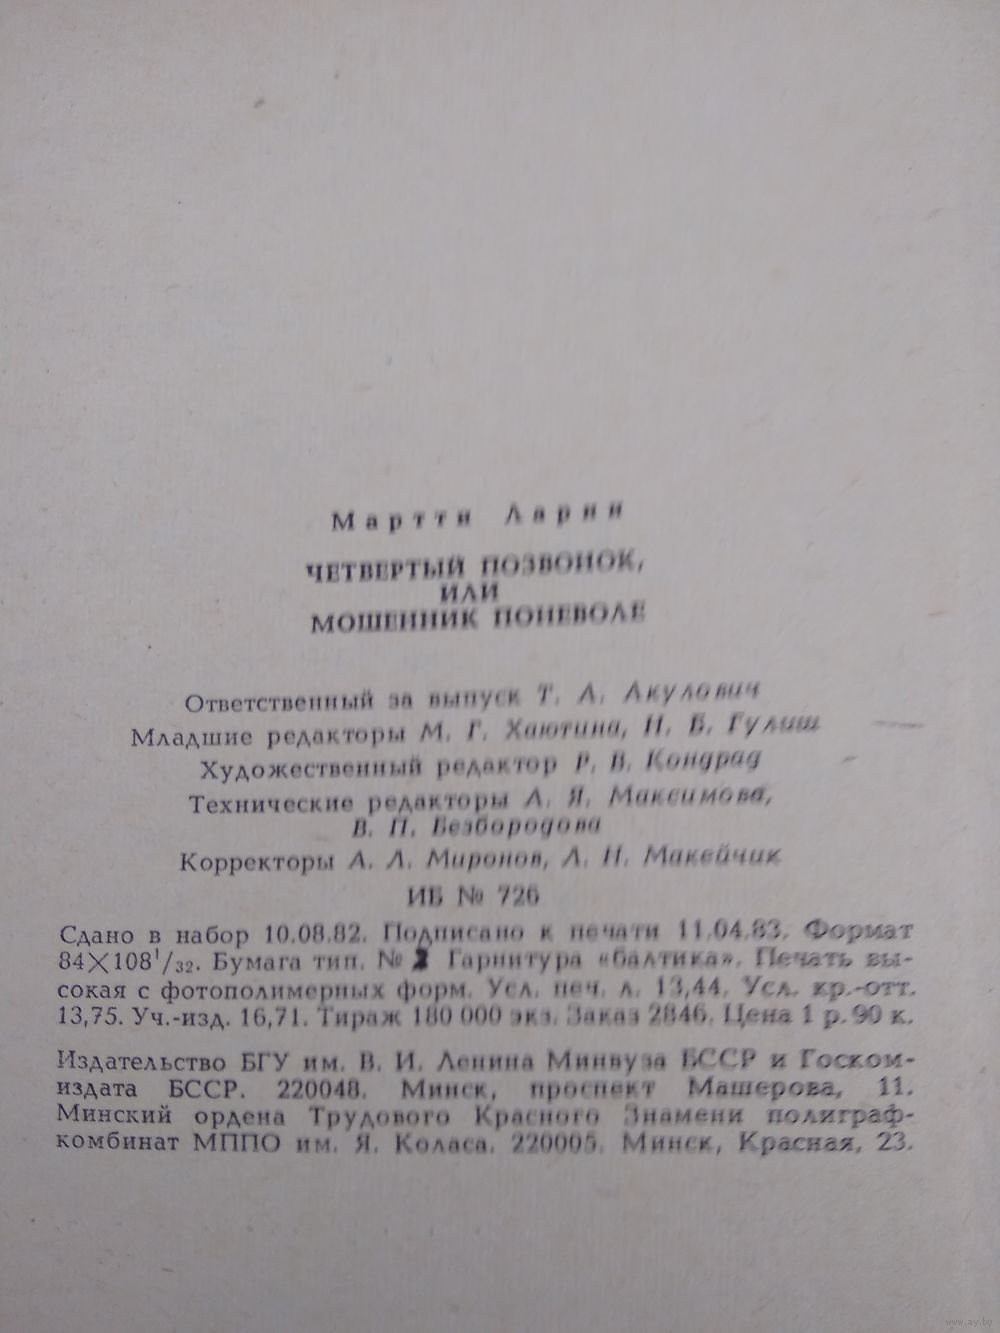 Мартти Ларни
ЧЕТВЕРТЫЙ ПОЗВОНОК,
ИЛИ
МОШЕННИК ПОНЕВОЛЕ
Ответственный за выпуск Т. А. Акулович
Младшие редакторы М. Г. Хаютина, Н. Б. Гулиш
Художественный редактор Р. В. Кондрад
Технические редакторы А. Я. Максимова,
В. П. Безбородова
Корректоры А. Л. Миронов, Л. Н. Макейчик
ИБ № 726
Сдано в набор 10.08.82. Подписано к печати 11.04.83. Формат
84×108¹/₃₂. Бумага тип. № 2 Гарнитура «балтика». Печать вы-
сокая с фотополимерных форм. Усл. печ. л. 13,44. Усл. кр.-отт.
13,75. Уч.-изд. 16,71. Тираж 180 000 экз. Заказ 2846. Цена 1 р. 90 к.
Издательство БГУ им. В. И. Ленина Минвуза БССР и Госком-
издата БССР. 220048. Минск, проспект Машерова, 11.
Минский ордена Трудового Красного Знамени полиграф-
комбинат МППО им. Я. Коласа. 220005. Минск, Красная, 23.
www.ay.by